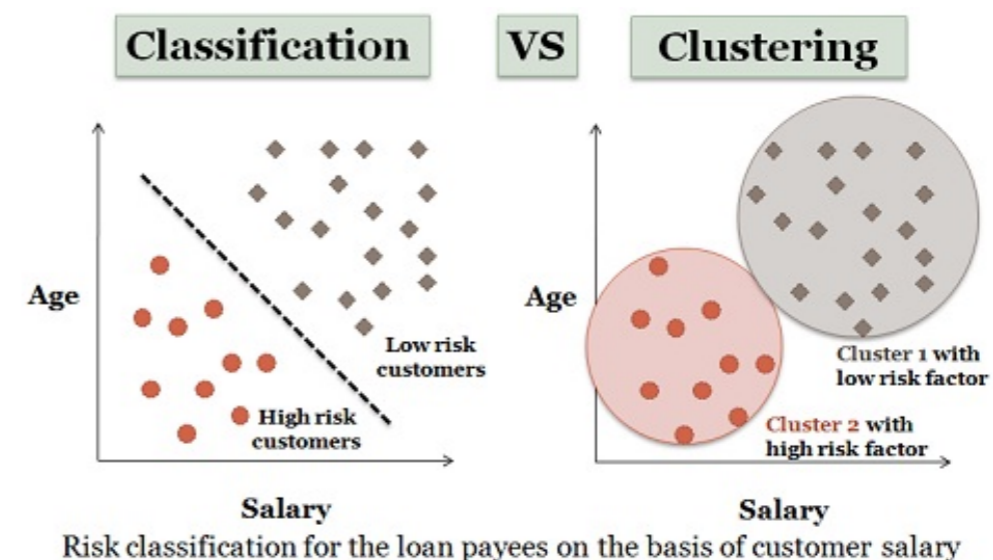 Classification
VS
Clustering
Age
Low risk
customers
High risk
customers
Salary
Age
Cluster 1 with
low risk factor
Cluster 2 with
high risk factor
Salary
Risk classification for the loan payees on the basis of customer salary